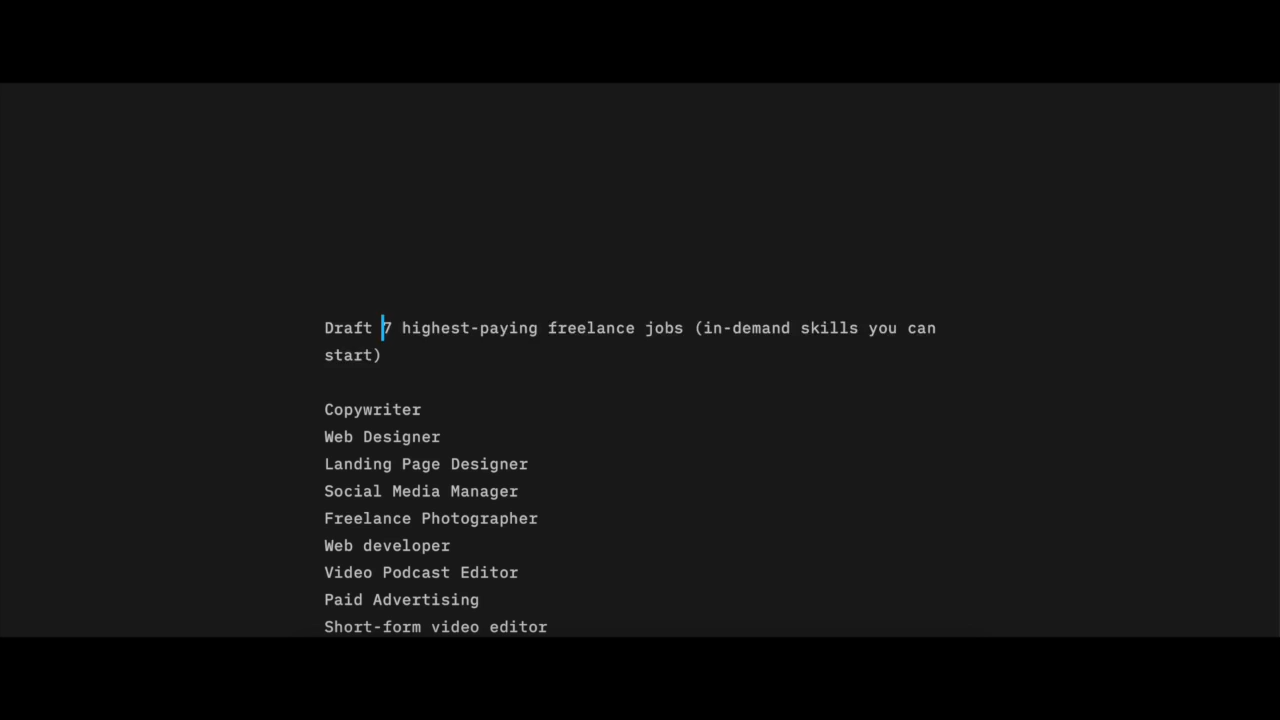 Draft 7 highest-paying freelance jobs (in-demand skills you can
start)
Copywriter
Web Designer
Landing Page Designer
Social Media Manager
Freelance Photographer
Web developer
Video Podcast Editor
Paid Advertising
Short-form video editor